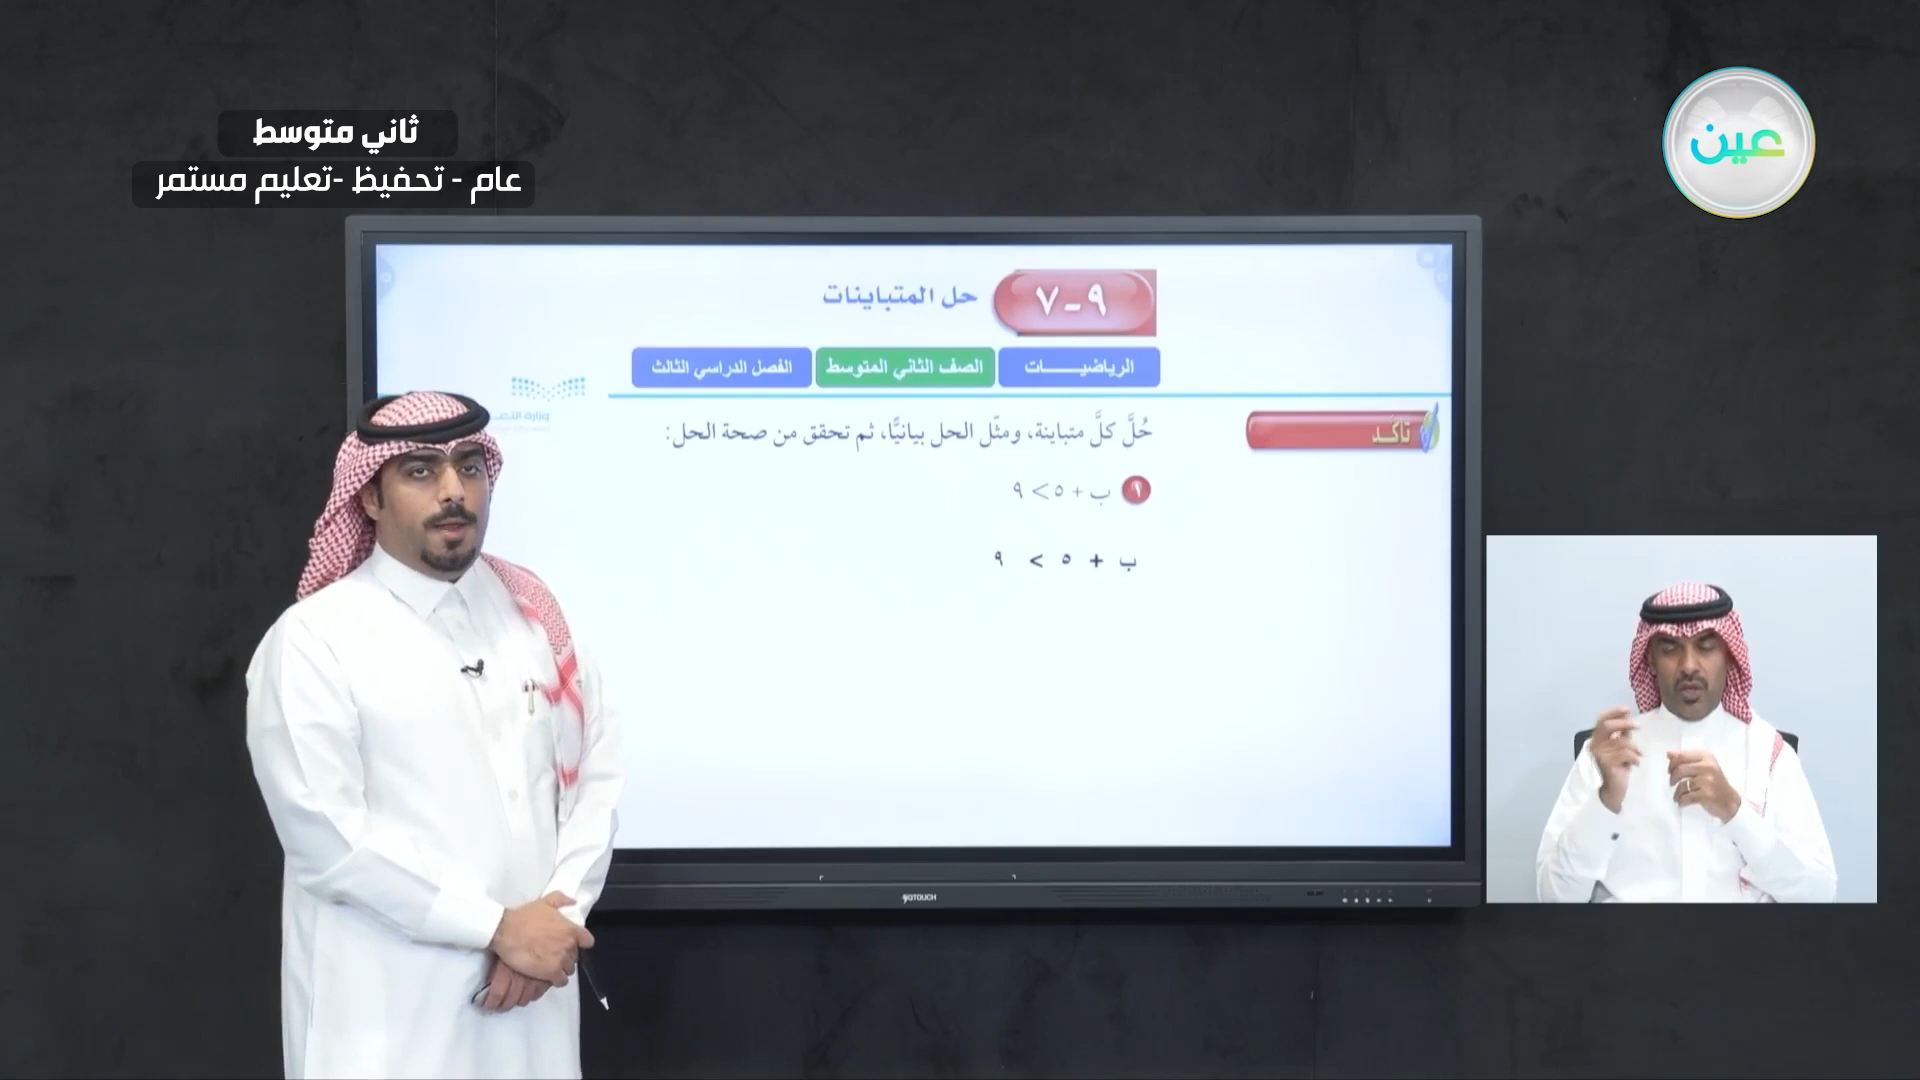 ثاني متوسط
عام - تحفيظ -تعليم مستمر
عين
٩-٧
حل المتباينات
الرياضيــــــات
الصف الثاني المتوسط
الفصل الدراسي الثالث
تأكد
حُلَّ كلَّ متباينة، ومثّل الحل بيانيًّا، ثم تحقق من صحة الحل:
١ ب + ٥ > ٩
ب + ٥ > ٩